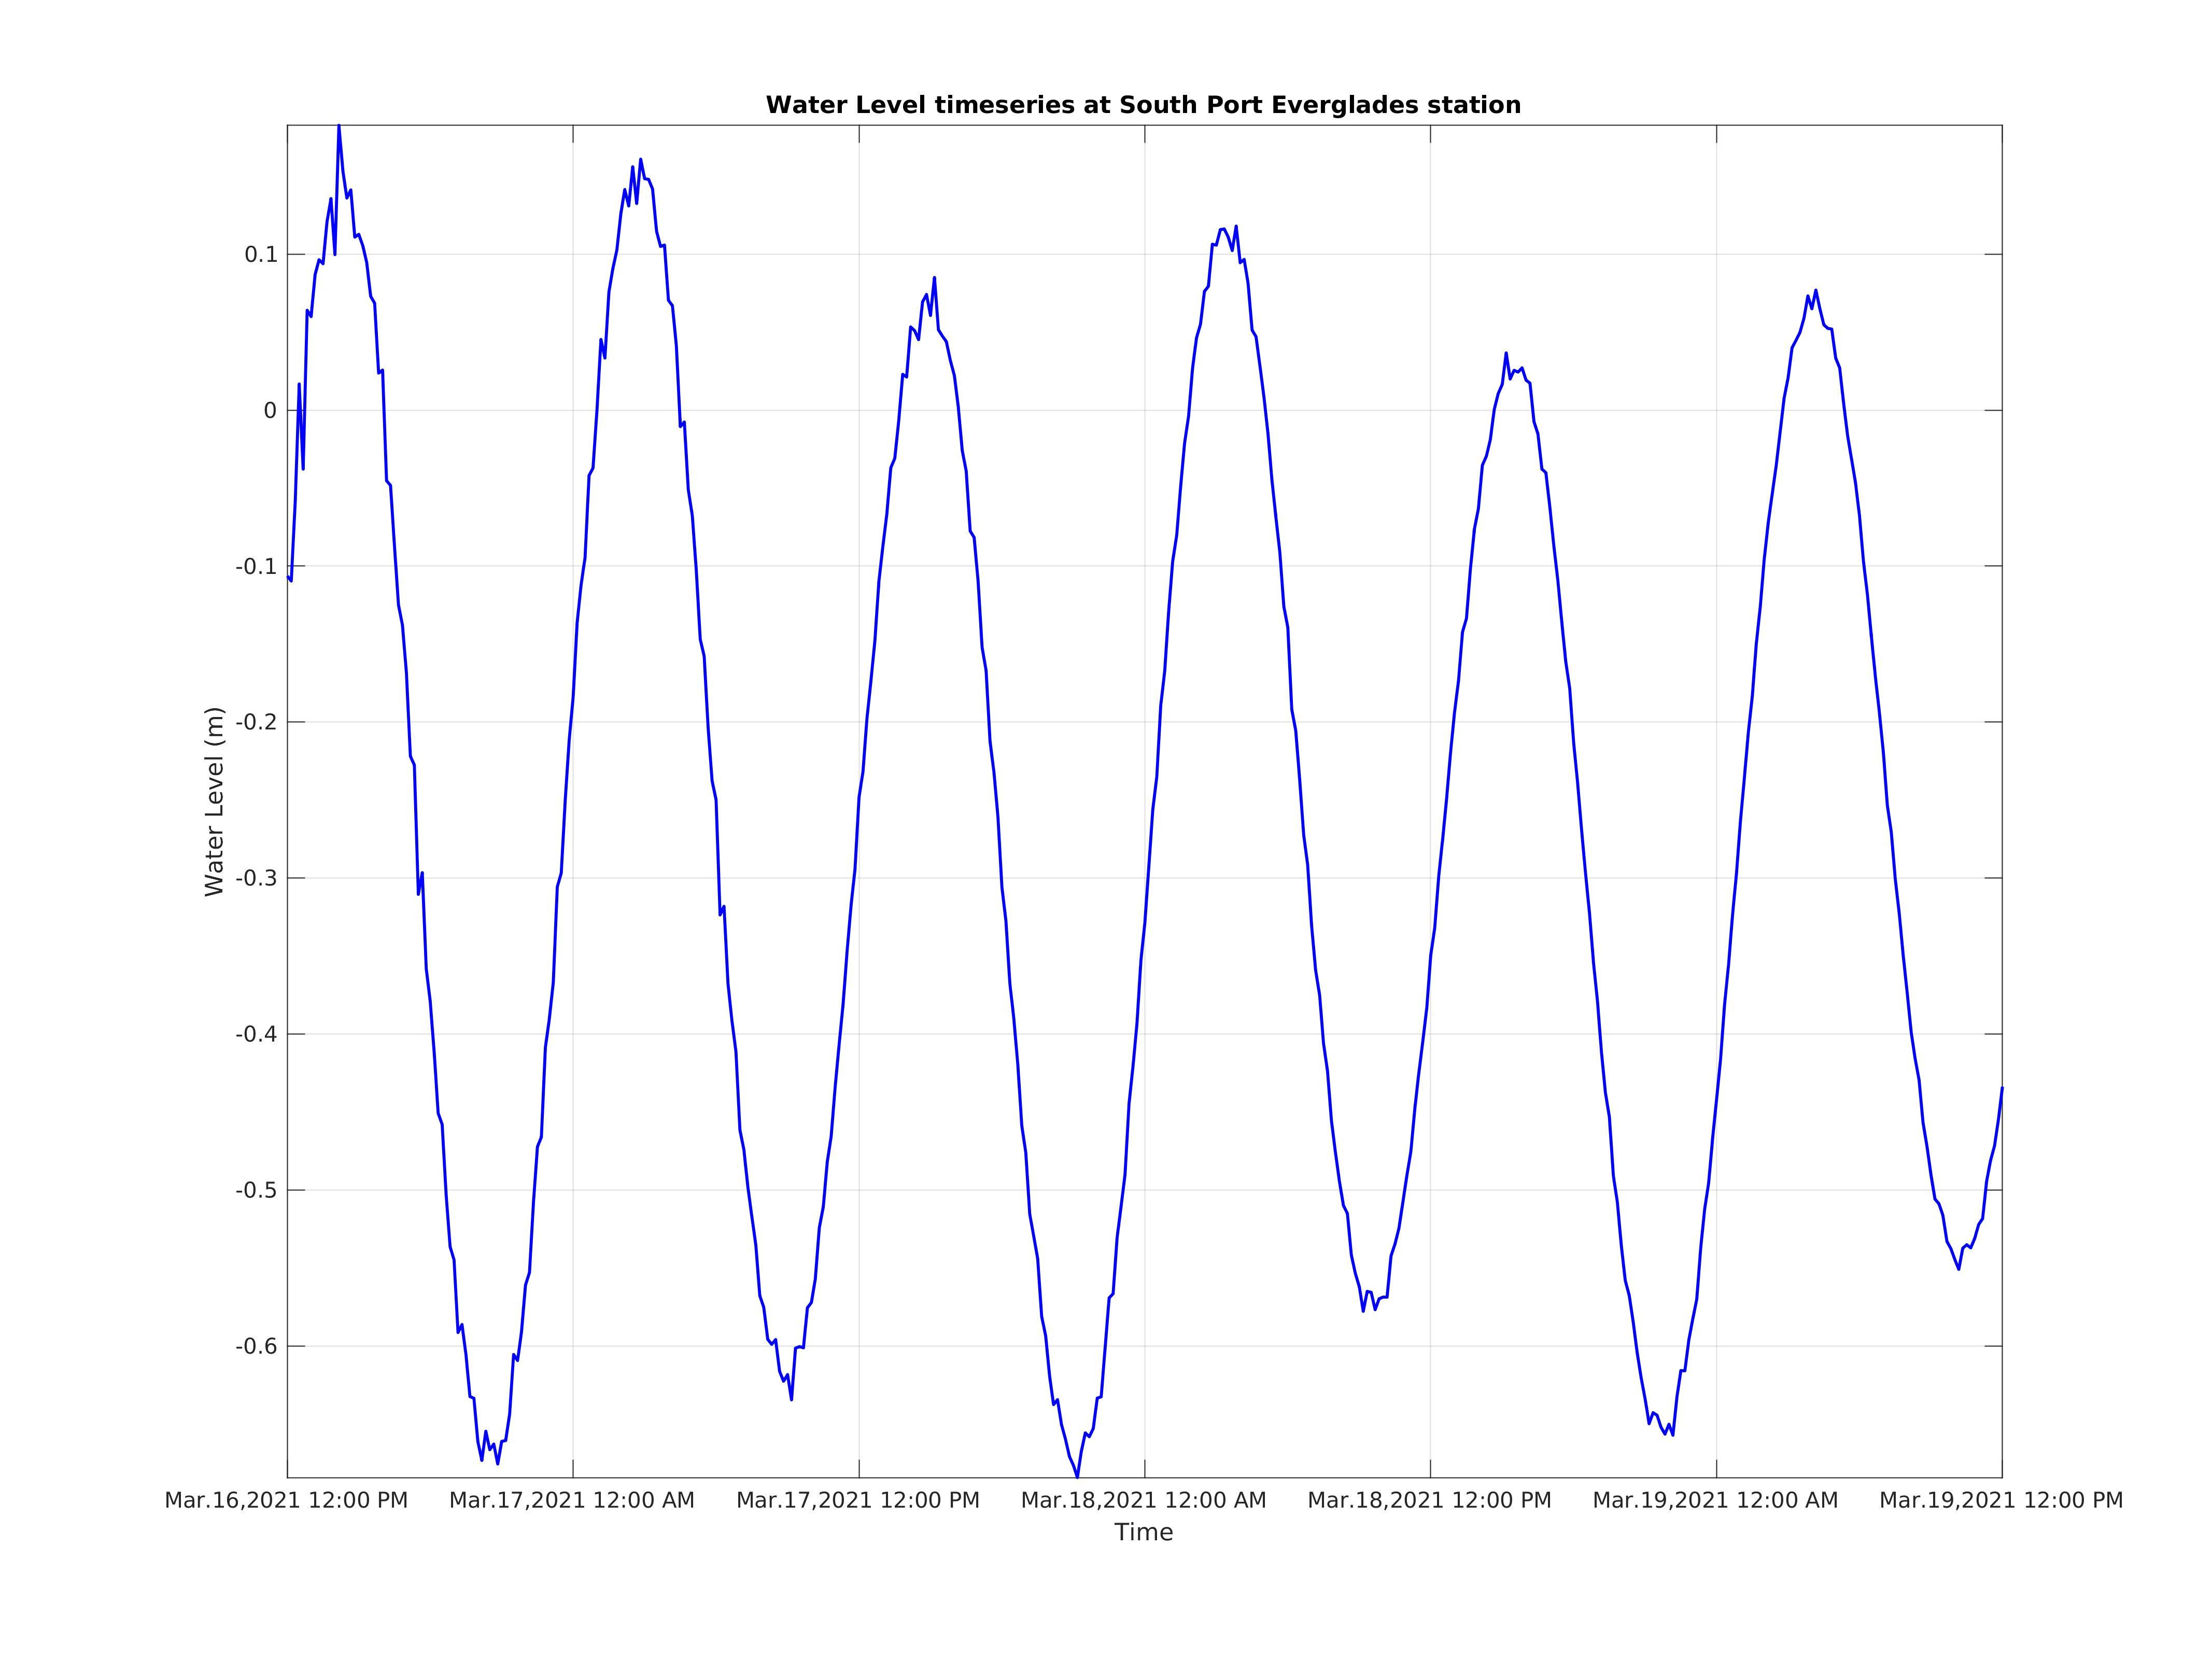 Water Level timeseries at South Port Everglades station
0.1
0
-0.1
-0.2
-0.3
-0.4
-0.5
-0.6
Water Level (m)
Mar.16,2021 12:00 PM Mar.17,2021 12:00 AM Mar.17,2021 12:00 PM Mar.18,2021 12:00 AM Mar.18,2021 12:00 PM Mar.19,2021 12:00 AM Mar.19,2021 12:00 PM
Time